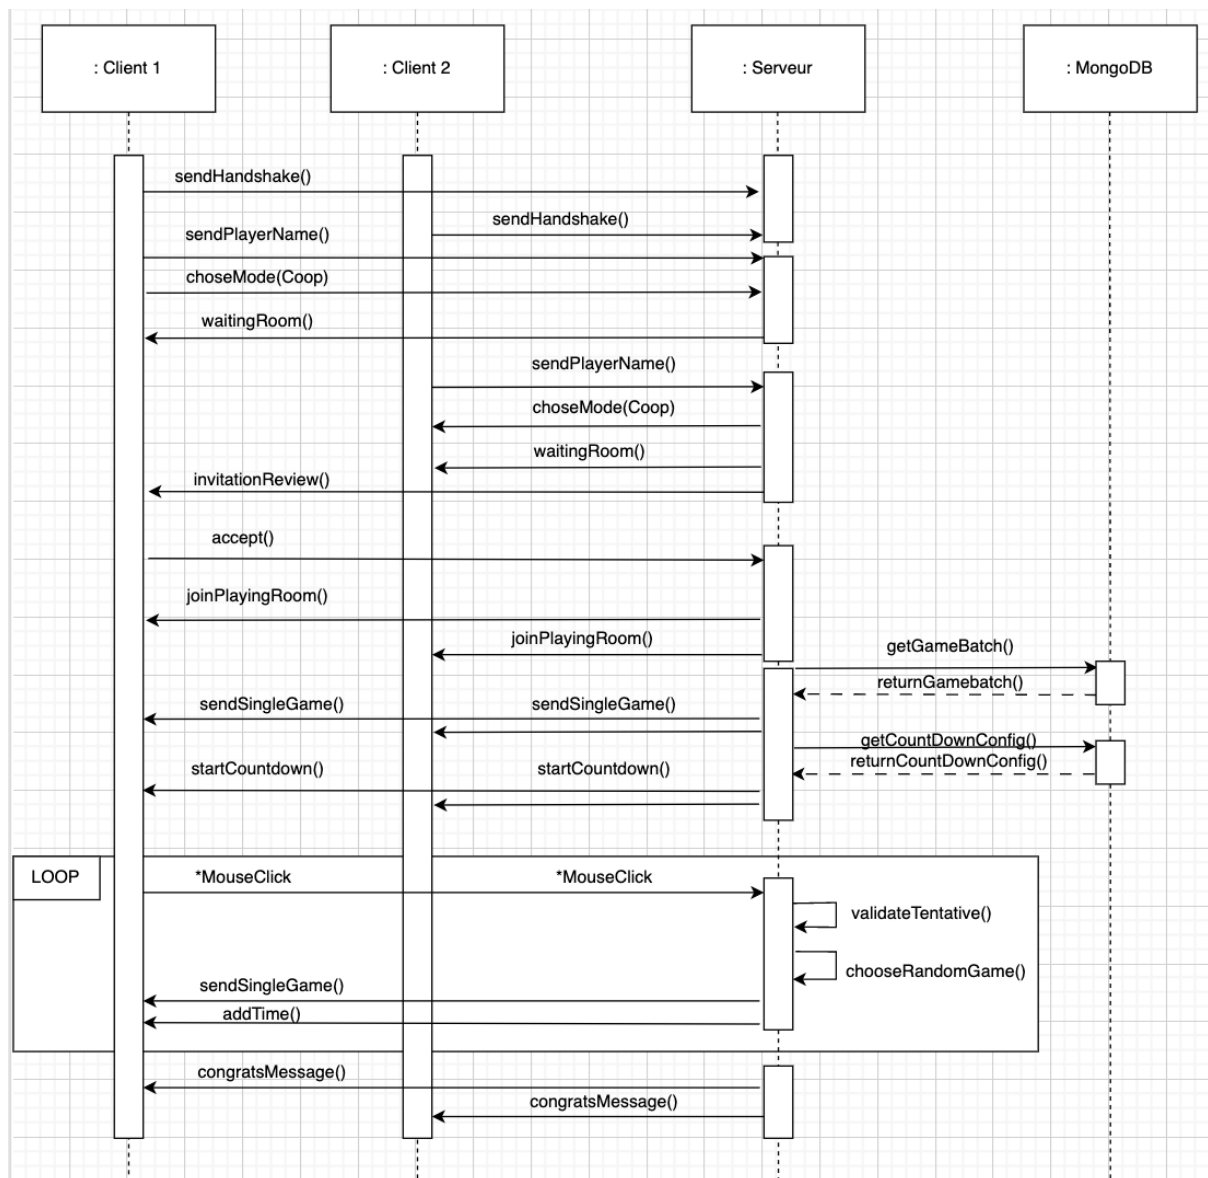 : Client 1
: Client 2
: Serveur
: MongoDB
sendHandshake()
sendHandshake()
sendPlayerName()
choseMode(Coop)
waitingRoom()
sendPlayerName()
choseMode(Coop)
waitingRoom()
invitationReview()
accept()
joinPlayingRoom()
joinPlayingRoom()
getGameBatch()
returnGamebatch()
sendSingleGame()
sendSingleGame()
getCountDownConfig()
returnCountDownConfig()
startCountdown()
startCountdown()
LOOP
*MouseClick
*MouseClick
validateTentative()
chooseRandomGame()
sendSingleGame()
addTime()
congratsMessage()
congratsMessage()